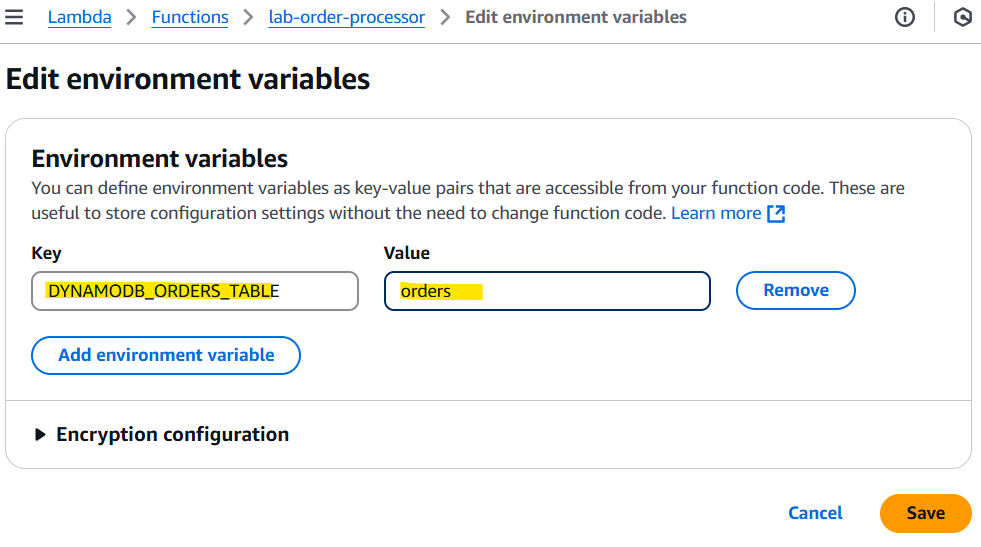 Lambda > Functions > lab-order-processor > Edit environment variables
Edit environment variables
Environment variables
You can define environment variables as key-value pairs that are accessible from your function code. These are
useful to store configuration settings without the need to change function code. Learn more
Key Value
DYNAMODB_ORDERS_TABLE orders Remove
Add environment variable
Encryption configuration
Cancel Save